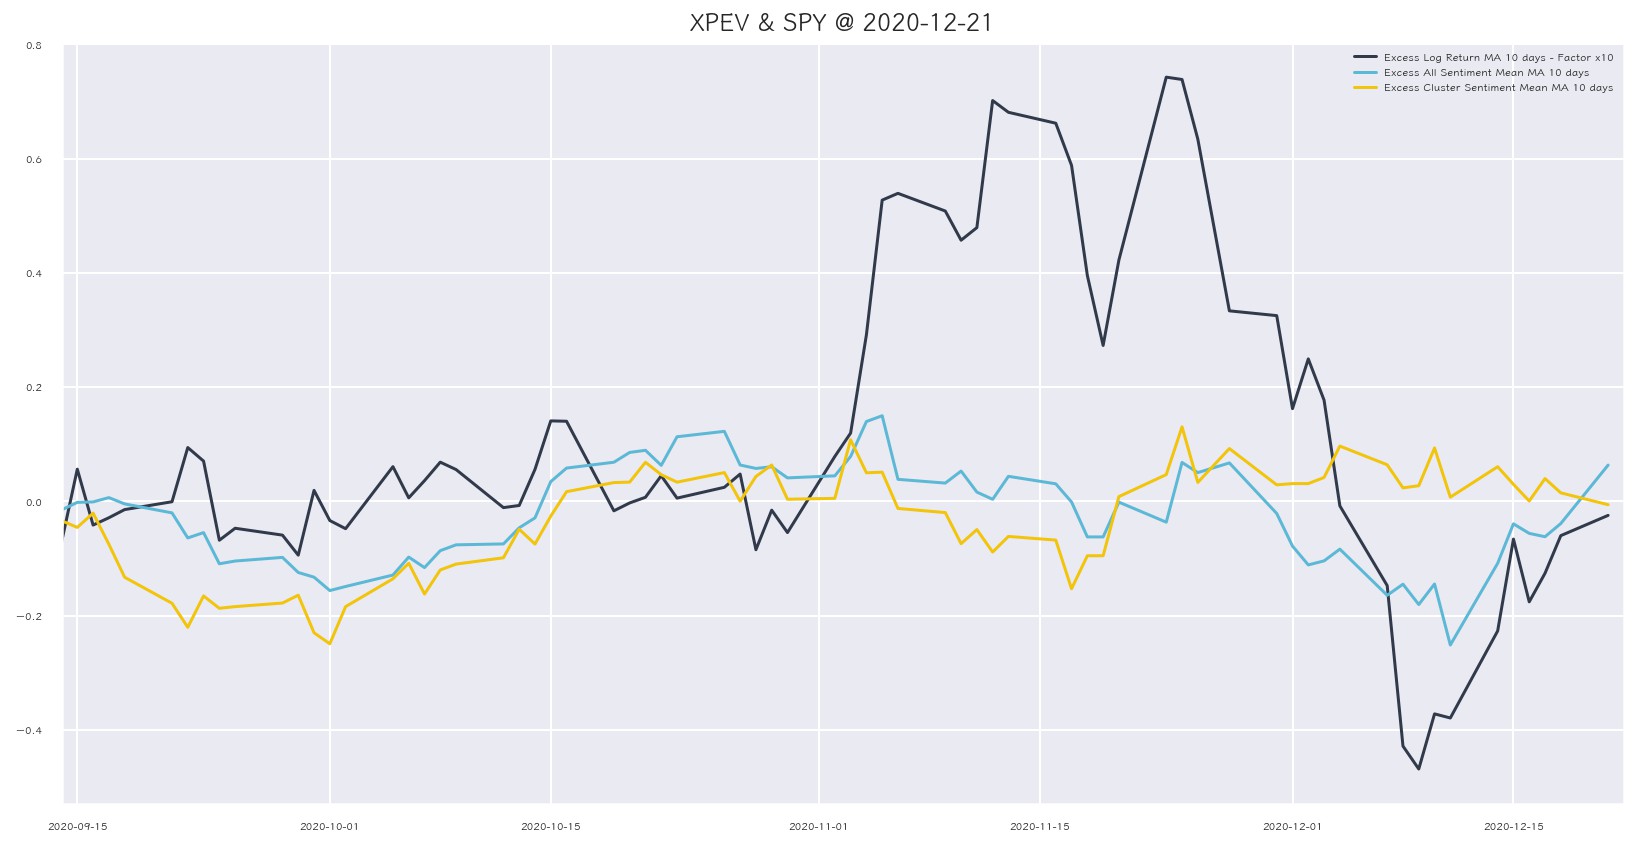 XPEV & SPY @ 2020-12-21
Excess Log Return MA 10 days - Factor x10
Excess All Sentiment Mean MA 10 days
Excess Cluster Sentiment Mean MA 10 days
0.8
0.6
0.4
0.2
0.0
−0.2
−0.4
2020-09-15 2020-10-01 2020-10-15 2020-11-01 2020-11-15 2020-12-01 2020-12-15